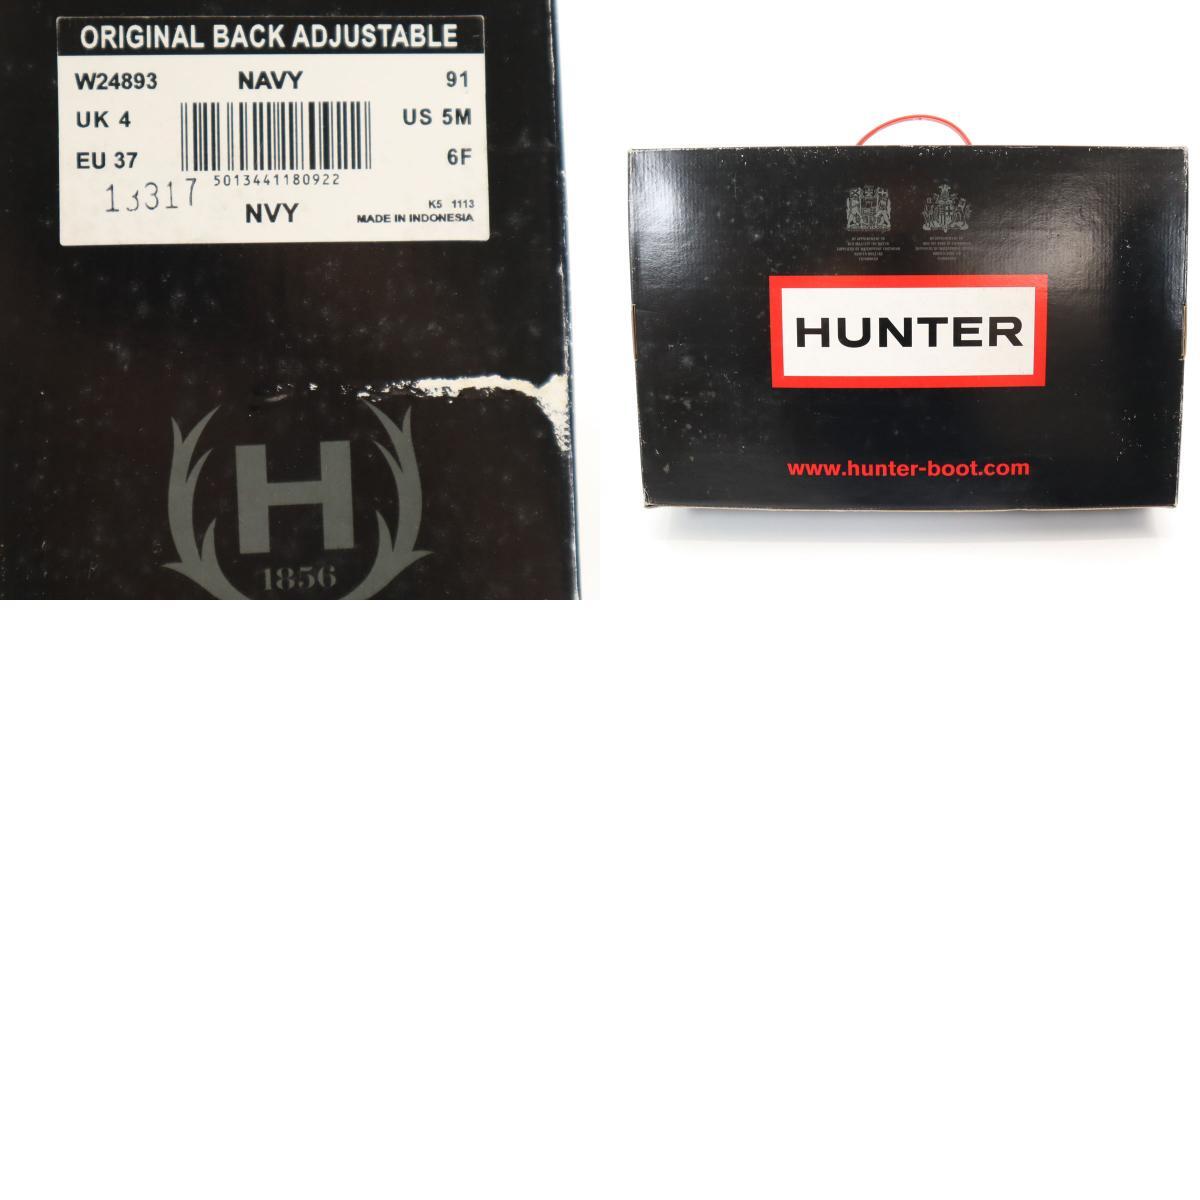 ORIGINAL BACK ADJUSTABLE
W24893 NAVY 91
UK 4 US 5M
EU 37 6F
5013441180922
13317 NVY
K5 1113
MADE IN INDONESIA
H
1856
HUNTER
www.hunter-boot.com